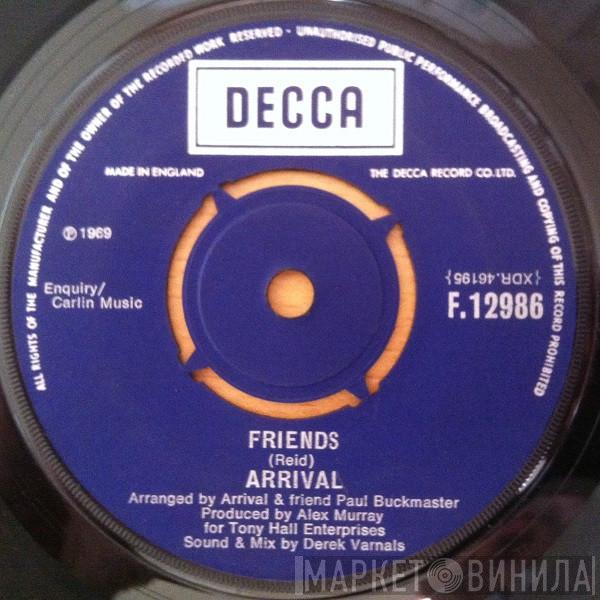 ALL RIGHTS OF THE MANUFACTURER AND OF THE OWNER OF THE RECORDED WORK RESERVED - UNAUTHORISED PUBLIC PERFORMANCE BROADCASTING AND COPYING OF THIS RECORD PROHIBITED
DECCA
MADE IN ENGLAND
THE DECCA RECORD CO. LTD.
℗ 1969
Enquiry/
Carlin Music
{XDR.46195}
F.12986
FRIENDS
(Reid)
ARRIVAL
Arranged by Arrival & friend Paul Buckmaster
Produced by Alex Murray
for Tony Hall Enterprises
Sound & Mix by Derek Varnals
МАРКЕТ ВИНИЛА